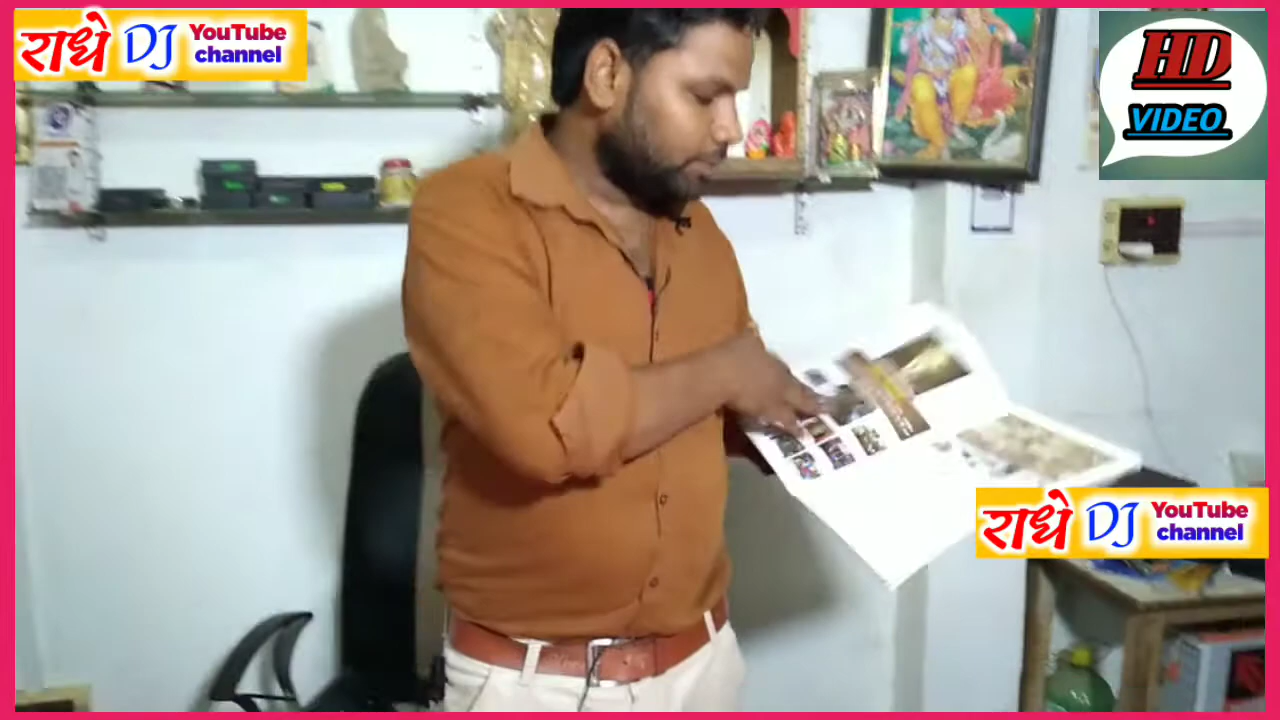 राधे DJ YouTube channel
HD
VIDEO
राधे DJ YouTube channel